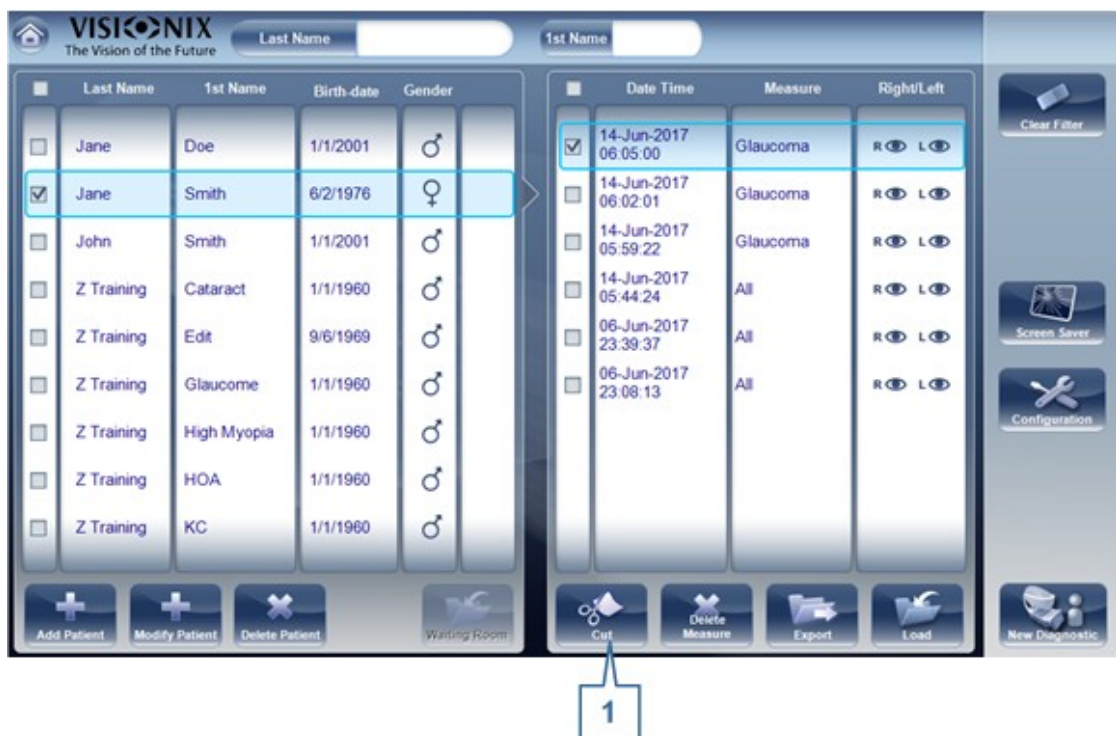 VISIONIX
The Vision of the Future
Last Name
1st Name
Last Name 1st Name Birth-date Gender
Jane Doe 1/1/2001
Jane Smith 6/2/1976
John Smith 1/1/2001
Z Training Cataract 1/1/1960
Z Training Edit 9/6/1969
Z Training Glaucome 1/1/1960
Z Training High Myopia 1/1/1960
Z Training HOA 1/1/1960
Z Training KC 1/1/1960
Add Patient
Modify Patient
Delete Patient
Waiting Room
Date Time Measure Right/Left
14-Jun-2017
06:05:00 Glaucoma R L
14-Jun-2017
06:02:01 Glaucoma R L
14-Jun-2017
05:59:22 Glaucoma R L
14-Jun-2017
05:44:24 All R L
06-Jun-2017
23:39:37 All R L
06-Jun-2017
23:08:13 All R L
Cut
Delete
Measure
Export
Load
Clear Filter
Screen Saver
Configuration
New Diagnostic
1